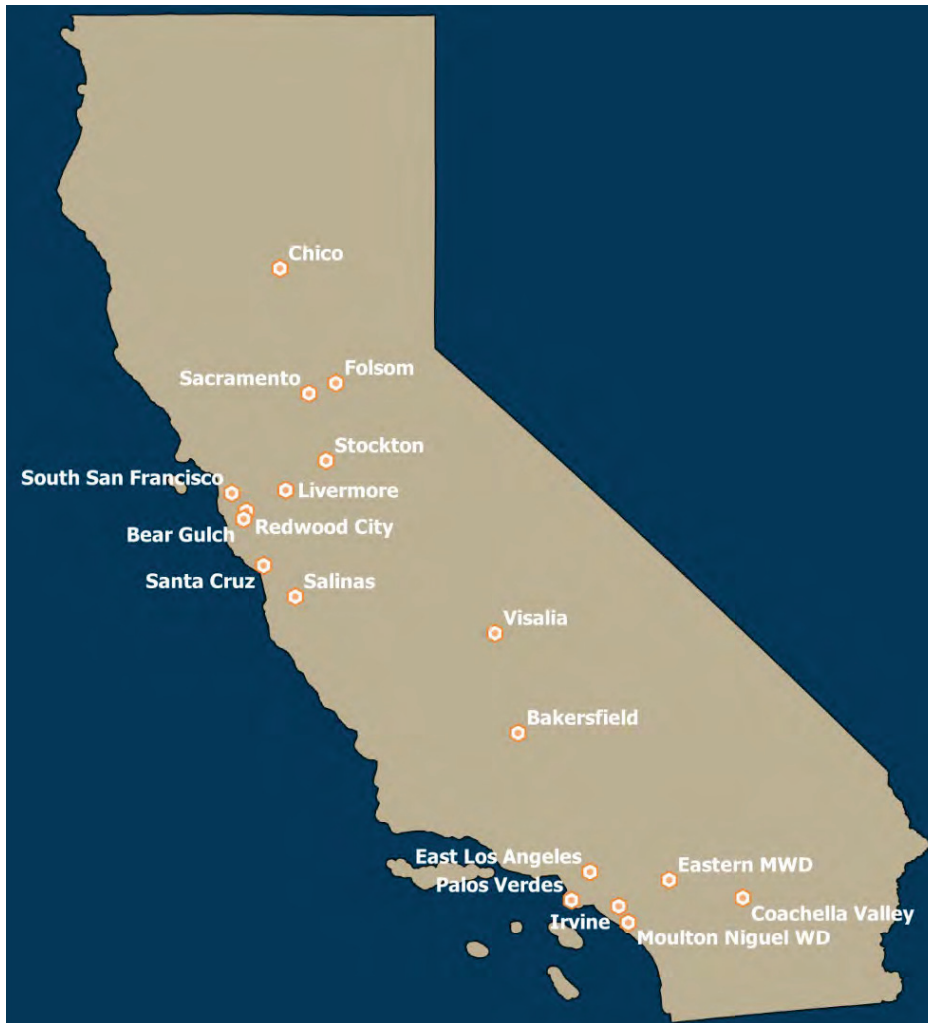 Chico
Folsom
Sacramento
Stockton
South San Francisco
Livermore
Redwood City
Bear Gulch
Santa Cruz
Salinas
Visalia
Bakersfield
East Los Angeles
Eastern MWD
Palos Verdes
Coachella Valley
Irvine
Moulton Niguel WD